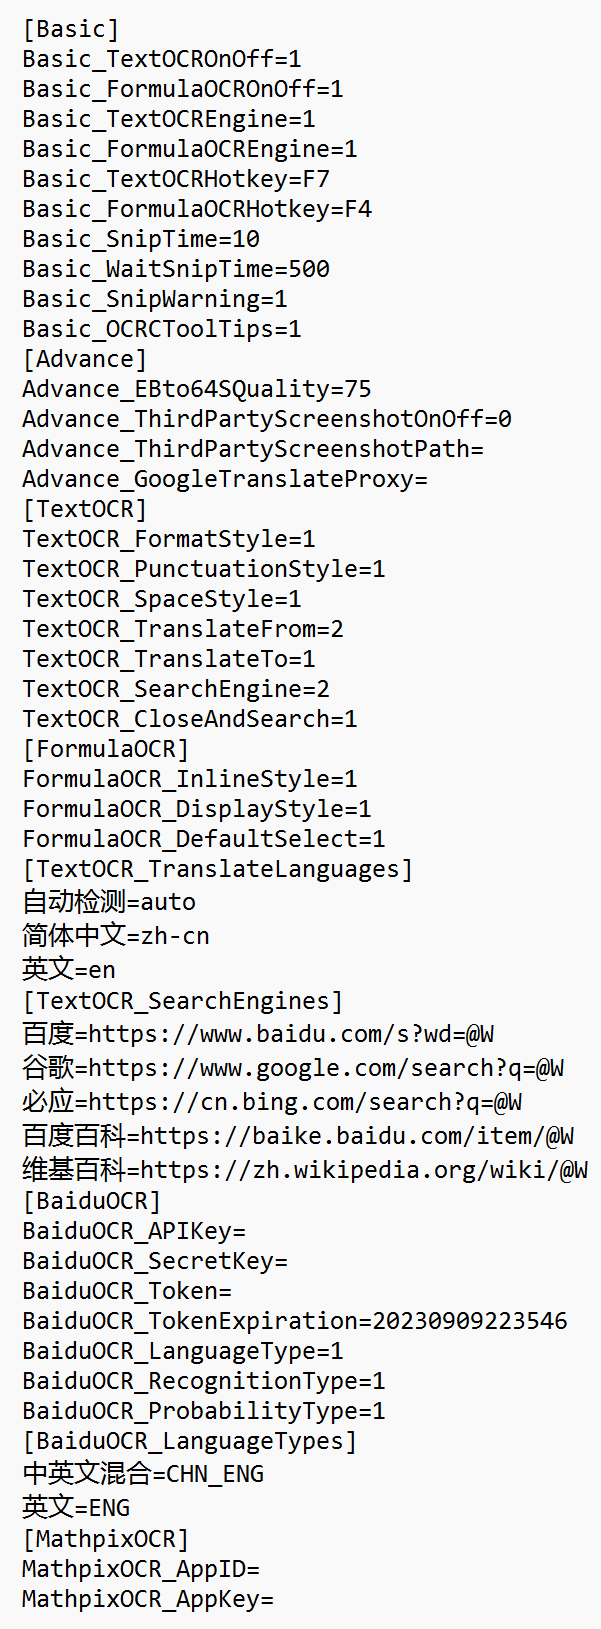 [Basic]
Basic_TextOCROnOff=1
Basic_FormulaOCROnOff=1
Basic_TextOCREngine=1
Basic_FormulaOCREngine=1
Basic_TextOCRHotkey=F7
Basic_FormulaOCRHotkey=F4
Basic_SnipTime=10
Basic_WaitSnipTime=500
Basic_SnipWarning=1
Basic_OCRCToolTips=1
[Advance]
Advance_EBto64SQuality=75
Advance_ThirdPartyScreenshotOnOff=0
Advance_ThirdPartyScreenshotPath=
Advance_GoogleTranslateProxy=
[TextOCR]
TextOCR_FormatStyle=1
TextOCR_PunctuationStyle=1
TextOCR_SpaceStyle=1
TextOCR_TranslateFrom=2
TextOCR_TranslateTo=1
TextOCR_SearchEngine=2
TextOCR_CloseAndSearch=1
[FormulaOCR]
FormulaOCR_InlineStyle=1
FormulaOCR_DisplayStyle=1
FormulaOCR_DefaultSelect=1
[TextOCR_TranslateLanguages]
自动检测=auto
简体中文=zh-cn
英文=en
[TextOCR_SearchEngines]
百度=https://www.baidu.com/s?wd=@W
谷歌=https://www.google.com/search?q=@W
必应=https://cn.bing.com/search?q=@W
百度百科=https://baike.baidu.com/item/@W
维基百科=https://zh.wikipedia.org/wiki/@W
[BaiduOCR]
BaiduOCR_APIKey=
BaiduOCR_SecretKey=
BaiduOCR_Token=
BaiduOCR_TokenExpiration=20230909223546
BaiduOCR_LanguageType=1
BaiduOCR_RecognitionType=1
BaiduOCR_ProbabilityType=1
[BaiduOCR_LanguageTypes]
中英文混合=CHN_ENG
英文=ENG
[MathpixOCR]
MathpixOCR_AppID=
MathpixOCR_AppKey=